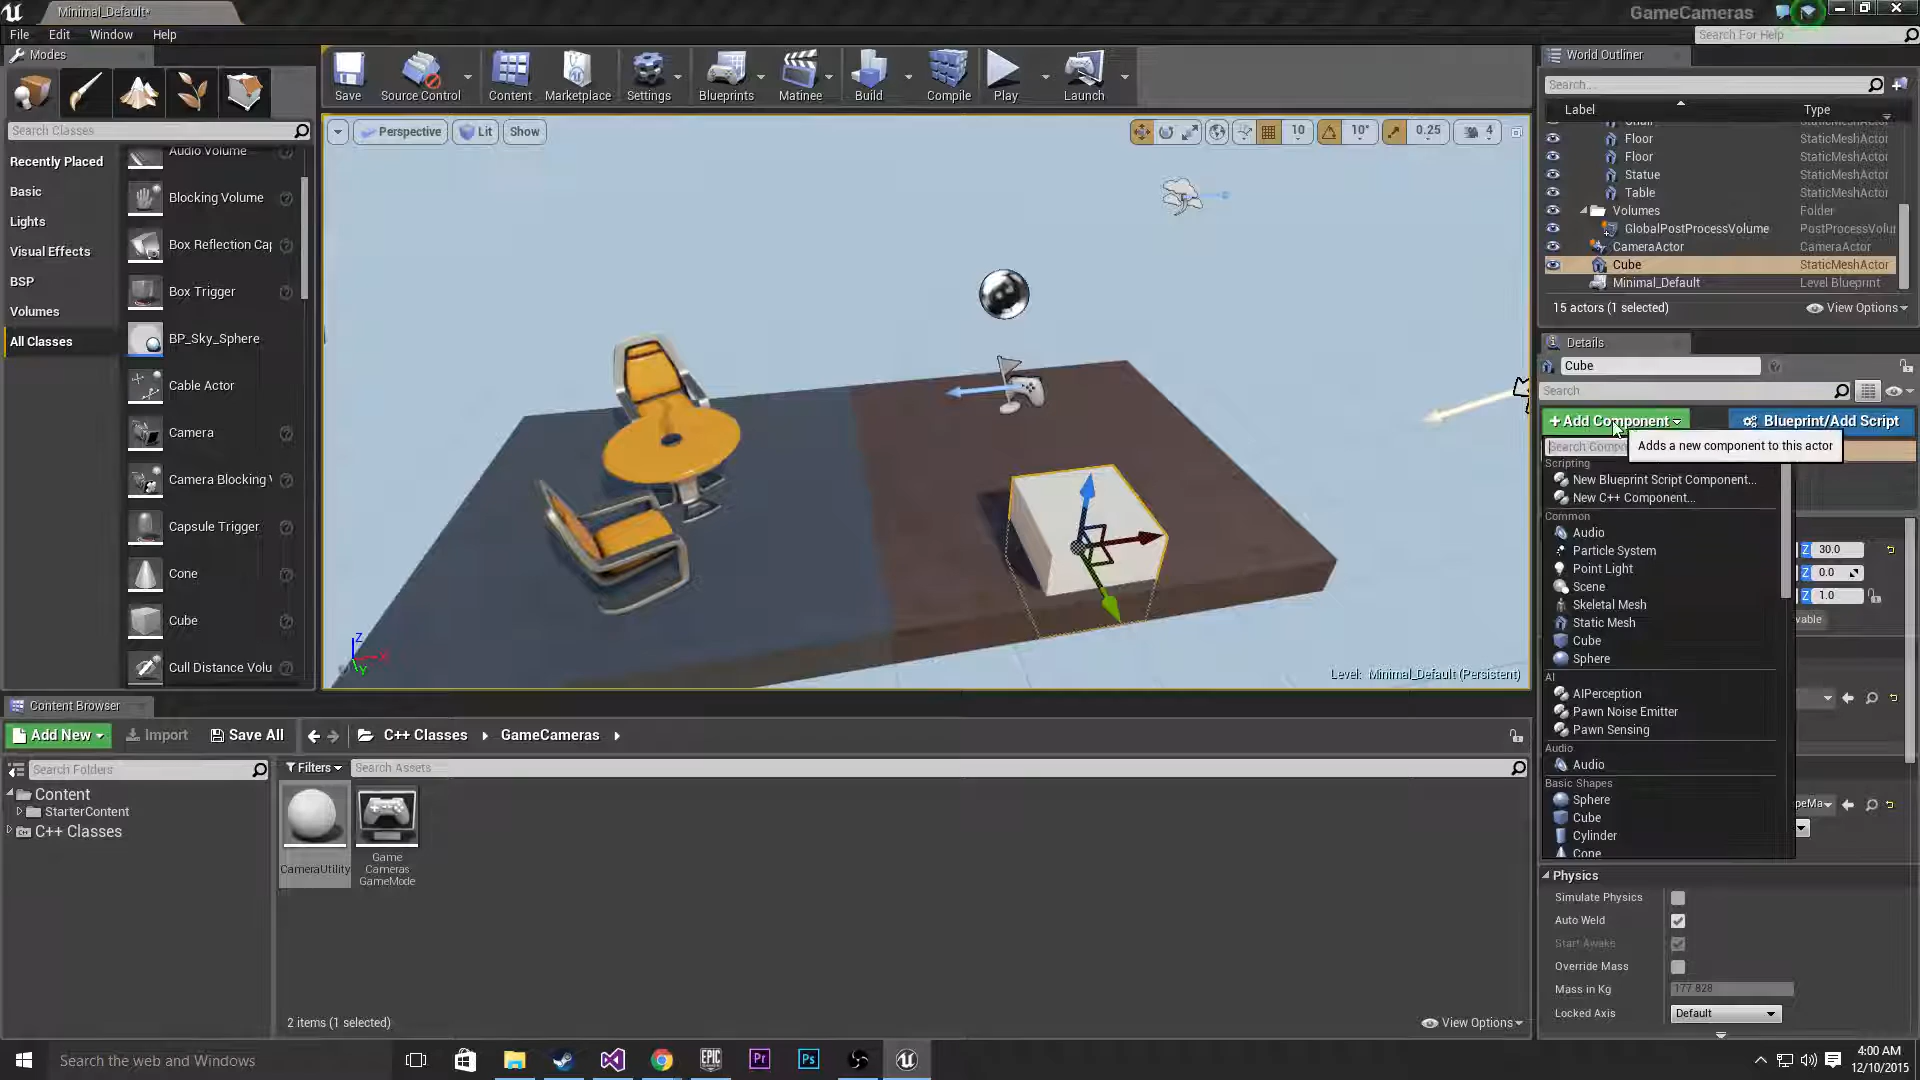 Minimal_Default*
GameCameras
File Edit Window Help
Search For Help
Modes
Search Classes
Recently Placed
Basic
Lights
Visual Effects
BSP
Volumes
All Classes
Audio Volume
Blocking Volume
Box Reflection Cap
Box Trigger
BP_Sky_Sphere
Cable Actor
Camera
Camera Blocking V
Capsule Trigger
Cone
Cube
Cull Distance Volu
Save
Source Control
Content
Marketplace
Settings
Blueprints
Matinee
Build
Compile
Play
Launch
Perspective
Lit
Show
10
10°
0.25
4
Level: Minimal_Default (Persistent)
World Outliner
Search...
Label Type
Chair StaticMeshActor
Floor StaticMeshActor
Floor StaticMeshActor
Statue StaticMeshActor
Table StaticMeshActor
Volumes Folder
GlobalPostProcessVolume PostProcessVolu
CameraActor CameraActor
Cube StaticMeshActor
Minimal_Default Level Blueprint
15 actors (1 selected)
View Options
Details
Cube
Search
+Add Component
Blueprint/Add Script
Adds a new component to this actor
Scripting
New Blueprint Script Component...
New C++ Component...
Common
Audio
Particle System
Point Light
Scene
Skeletal Mesh
Static Mesh
Cube
Sphere
AI
AIPerception
Pawn Noise Emitter
Pawn Sensing
Audio
Audio
Basic Shapes
Sphere
Cube
Cylinder
Cone
Z 30.0
Z 0.0
Z 1.0
vable
peMa
Physics
Simulate Physics
Auto Weld
Start Awake
Override Mass
Mass in Kg 177.828
Locked Axis Default
Content Browser
Add New
Import
Save All
C++ Classes
GameCameras
Search Folders
Filters
Search Assets
Content
StarterContent
C++ Classes
CameraUtility
Game
Cameras
GameMode
2 items (1 selected)
View Options
Search the web and Windows
EPIC
GAMES
Pr
Ps
4:00 AM
12/10/2015